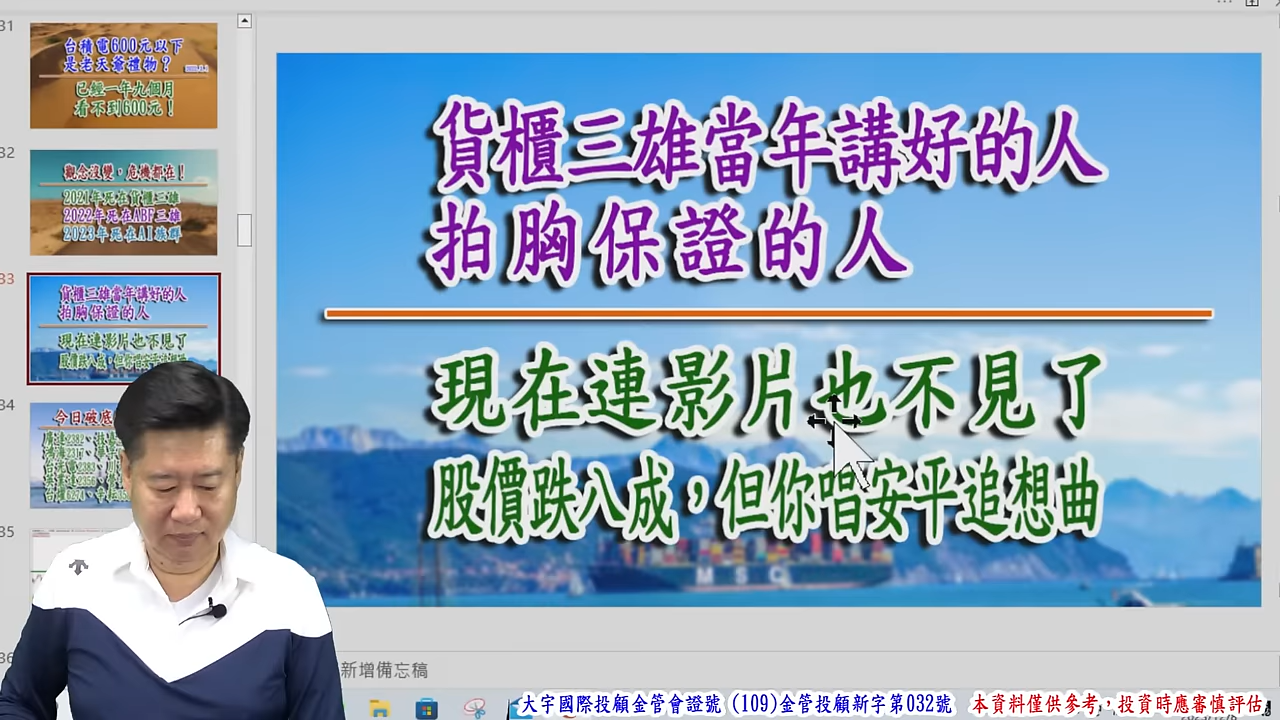 31
台積電600元以下
是老天爺禮物？
已經一年九個月
看不到600元！
32
觀念沒變，危機都在！
2021年死在貨櫃三雄
2022年死在ABF三雄
2023年死在AI族群
33
貨櫃三雄當年講好的人
拍胸保證的人
現在連影片也不見了
34
今日破底
35
36
貨櫃三雄當年講好的人
拍胸保證的人
現在連影片也不見了
股價跌八成，但你唱安平追想曲
MSC
新增備忘稿
大宇國際投顧金管會證號 (109)金管投顧新字第032號 本資料僅供參考，投資時應審慎評估